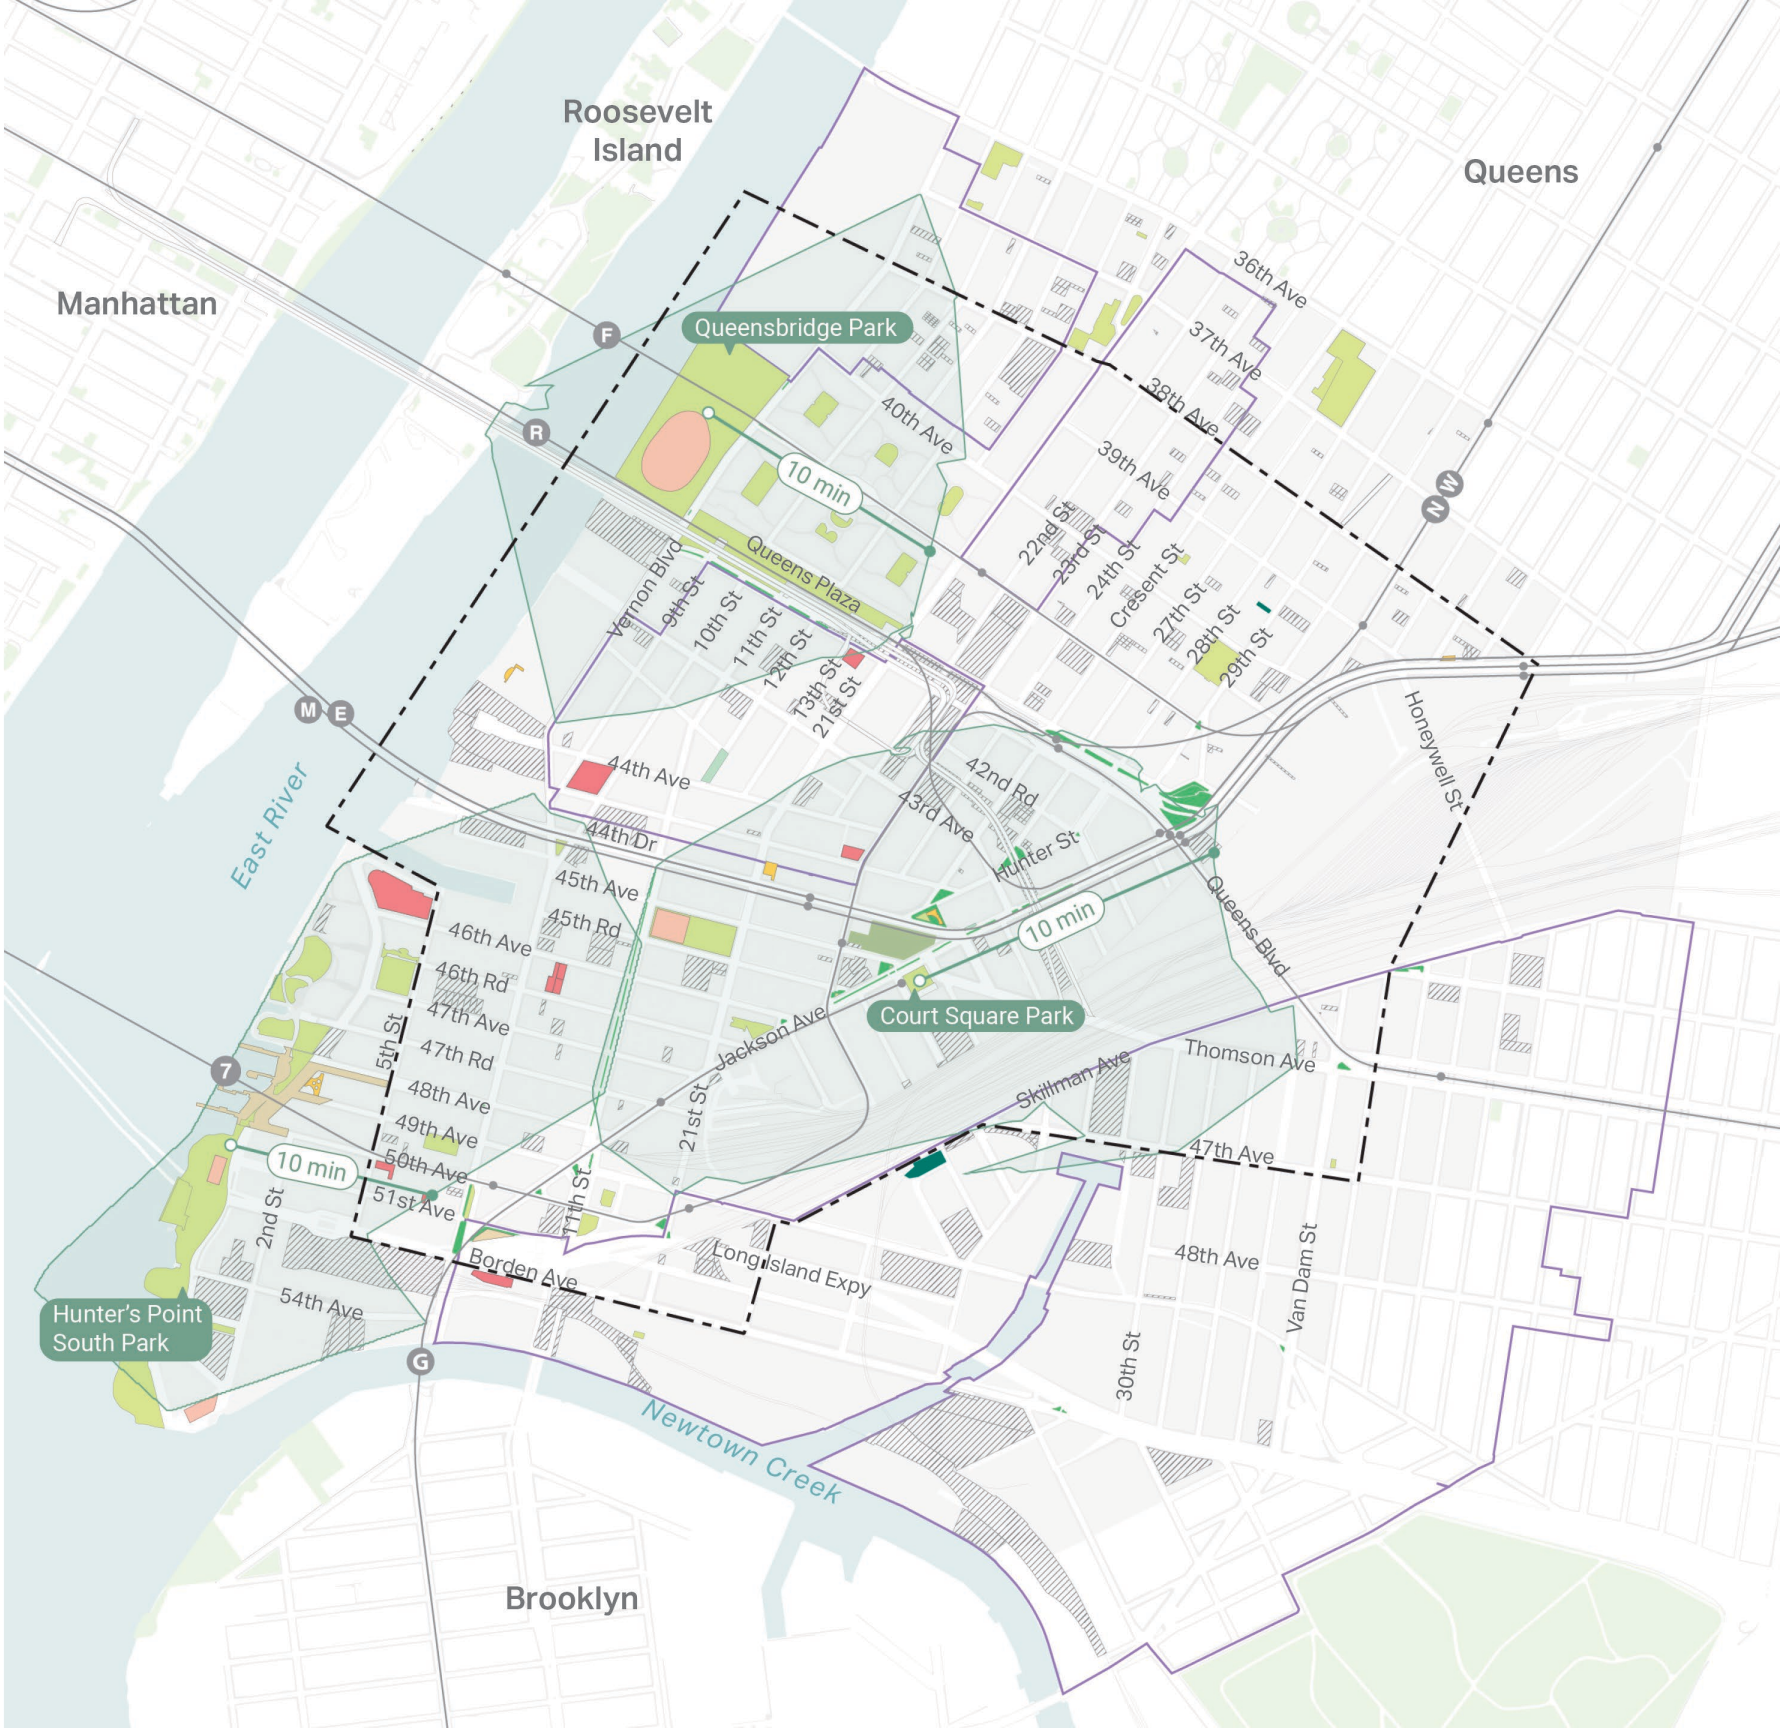 Roosevelt
Island
Queens
Manhattan
36th Ave
F
Queensbridge Park
37th Ave
38th Ave
40th Ave
R
39th Ave
10 min
W
N
22nd St
23rd St
24th St
Cresent St
27th St
28th St
29th St
Queens Plaza
Vernon Blvd
9th St
10th St
11th St
12th St
13th St
21st St
M
E
Honeywell St
44th Ave
42nd Rd
43rd Ave
East River
44th Dr
Hunter St
45th Ave
45th Rd
46th Ave
46th Rd
10 min
Queens Blvd
Court Square Park
47th Ave
5th St
Jackson Ave
47th Rd
Thomson Ave
7
Skillman Ave
48th Ave
49th Ave
21st St
47th Ave
50th Ave
10 min
51st Ave
2nd St
11th St
Borden Ave
Long Island Expy
48th Ave
Van Dam St
54th Ave
Hunter's Point
South Park
G
30th St
Newtown Creek
Brooklyn